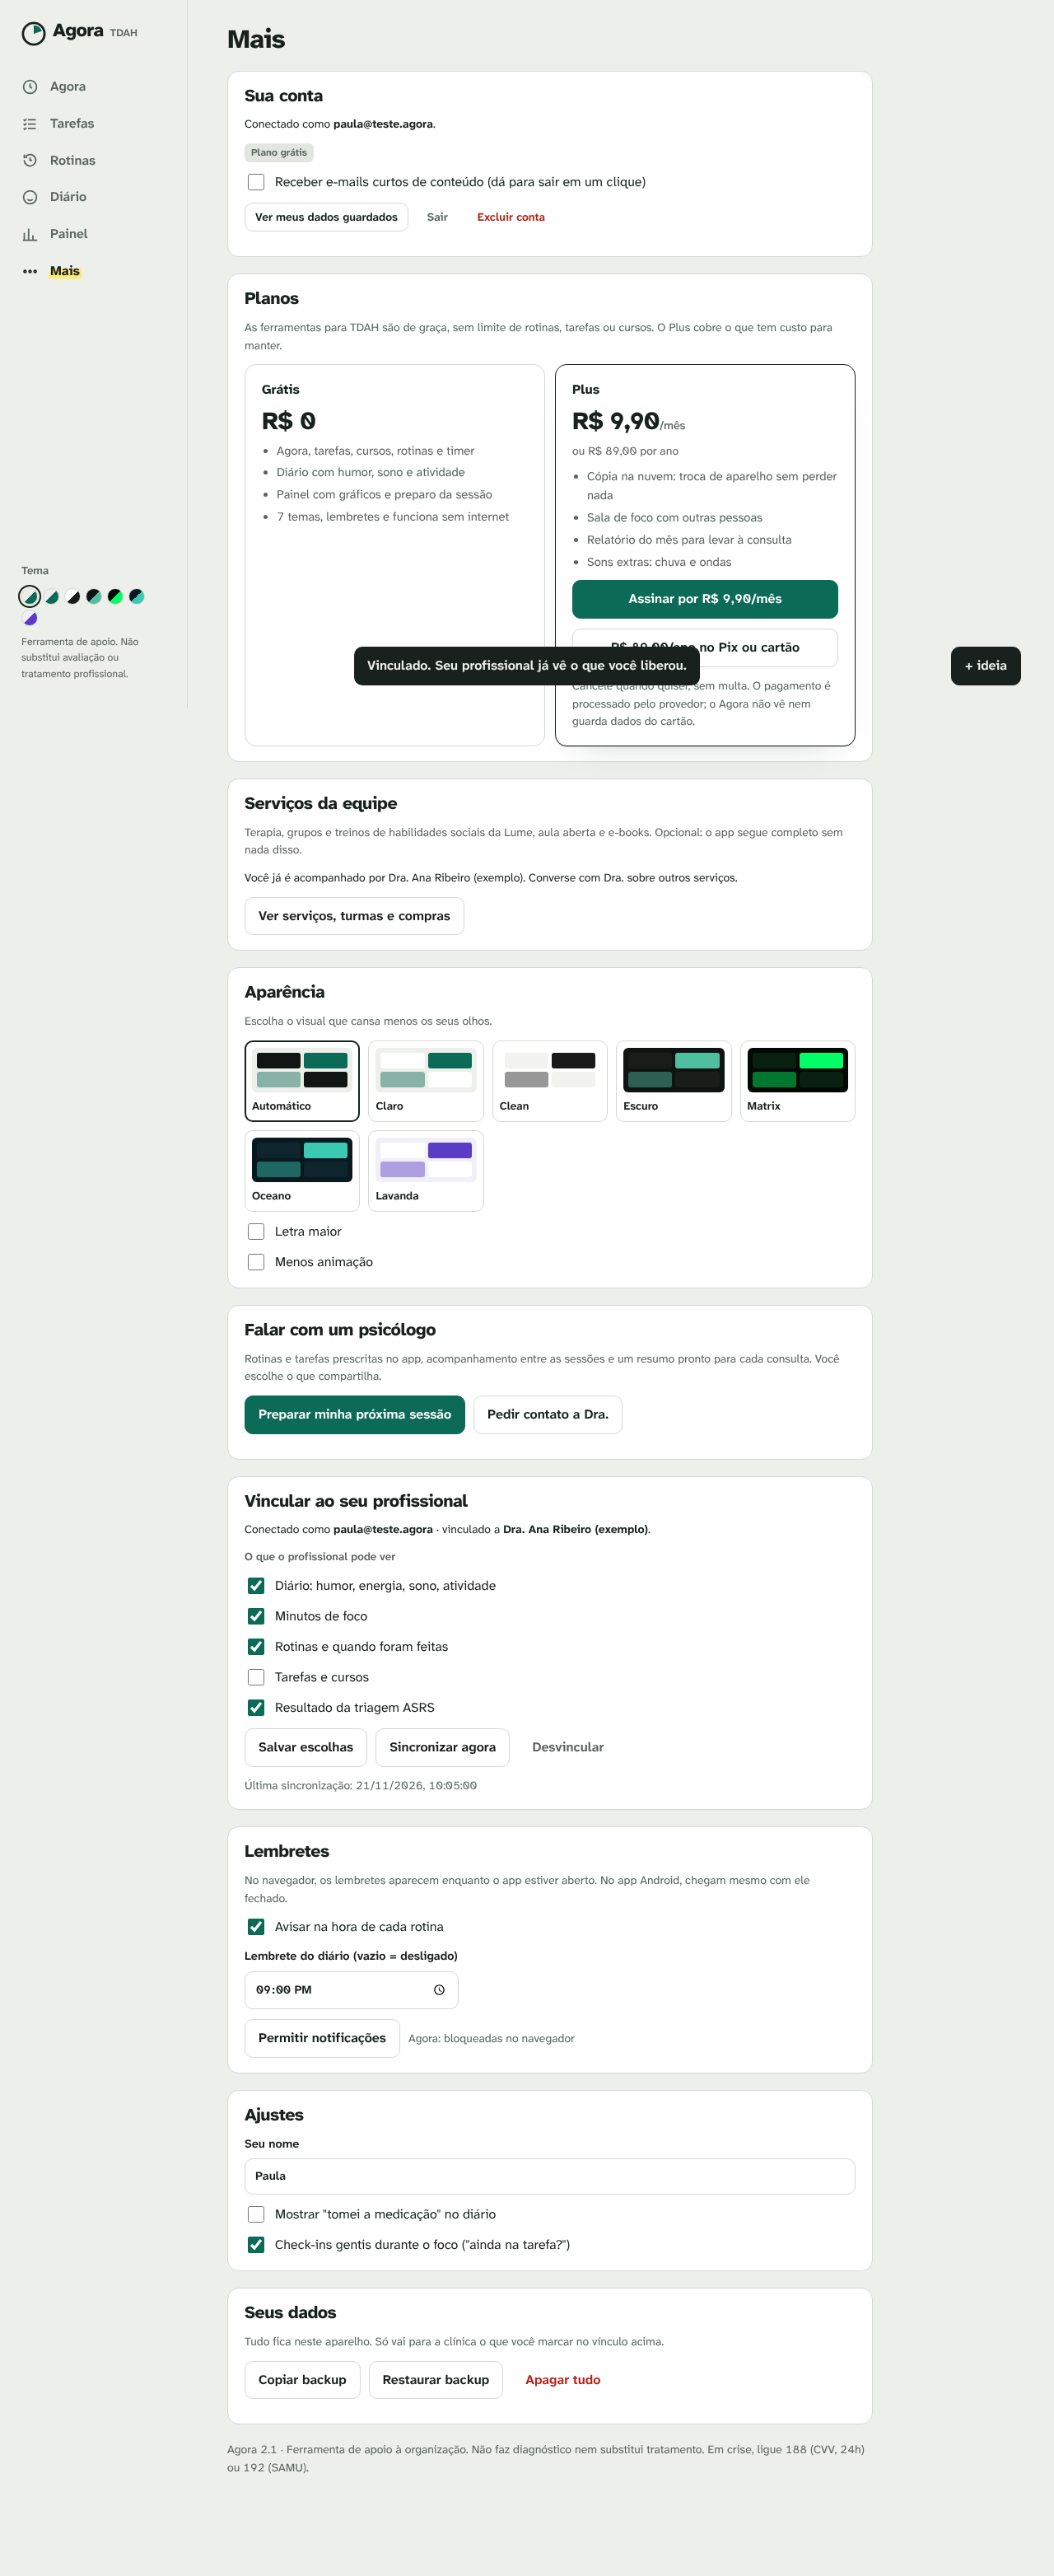 Agora TDAH
Agora
Tarefas
Rotinas
Diário
Painel
Mais
Tema
Ferramenta de apoio. Não
substitui avaliação ou
tratamento profissional.
Mais
Sua conta
Conectado como paula@teste.agora.
Plano grátis
Receber e-mails curtos de conteúdo (dá para sair em um clique)
Ver meus dados guardados
Sair
Excluir conta
Planos
As ferramentas para TDAH são de graça, sem limite de rotinas, tarefas ou cursos. O Plus cobre o que tem custo para
manter.
Grátis
R$ 0
Agora, tarefas, cursos, rotinas e timer
Diário com humor, sono e atividade
Painel com gráficos e preparo da sessão
7 temas, lembretes e funciona sem internet
Plus
R$ 9,90/mês
ou R$ 89,00 por ano
Cópia na nuvem: troca de aparelho sem perder
nada
Sala de foco com outras pessoas
Relatório do mês para levar à consulta
Sons extras: chuva e ondas
Assinar por R$ 9,90/mês
R$ 89,00/ano no Pix ou cartão
Vinculado. Seu profissional já vê o que você liberou.
+ ideia
Cancele quando quiser, sem multa. O pagamento é
processado pelo provedor; o Agora não vê nem
guarda dados do cartão.
Serviços da equipe
Terapia, grupos e treinos de habilidades sociais da Lume, aula aberta e e-books. Opcional: o app segue completo sem
nada disso.
Você já é acompanhado por Dra. Ana Ribeiro (exemplo). Converse com Dra. sobre outros serviços.
Ver serviços, turmas e compras
Aparência
Escolha o visual que cansa menos os seus olhos.
Automático
Claro
Clean
Escuro
Matrix
Oceano
Lavanda
Letra maior
Menos animação
Falar com um psicólogo
Rotinas e tarefas prescritas no app, acompanhamento entre as sessões e um resumo pronto para cada consulta. Você
escolhe o que compartilha.
Preparar minha próxima sessão
Pedir contato a Dra.
Vincular ao seu profissional
Conectado como paula@teste.agora · vinculado a Dra. Ana Ribeiro (exemplo).
O que o profissional pode ver
Diário: humor, energia, sono, atividade
Minutos de foco
Rotinas e quando foram feitas
Tarefas e cursos
Resultado da triagem ASRS
Salvar escolhas
Sincronizar agora
Desvincular
Última sincronização: 21/11/2026, 10:05:00
Lembretes
No navegador, os lembretes aparecem enquanto o app estiver aberto. No app Android, chegam mesmo com ele
fechado.
Avisar na hora de cada rotina
Lembrete do diário (vazio = desligado)
09:00 PM
Permitir notificações
Agora: bloqueadas no navegador
Ajustes
Seu nome
Paula
Mostrar "tomei a medicação" no diário
Check-ins gentis durante o foco ("ainda na tarefa?")
Seus dados
Tudo fica neste aparelho. Só vai para a clínica o que você marcar no vínculo acima.
Copiar backup
Restaurar backup
Apagar tudo
Agora 2.1 · Ferramenta de apoio à organização. Não faz diagnóstico nem substitui tratamento. Em crise, ligue 188 (CVV, 24h)
ou 192 (SAMU).